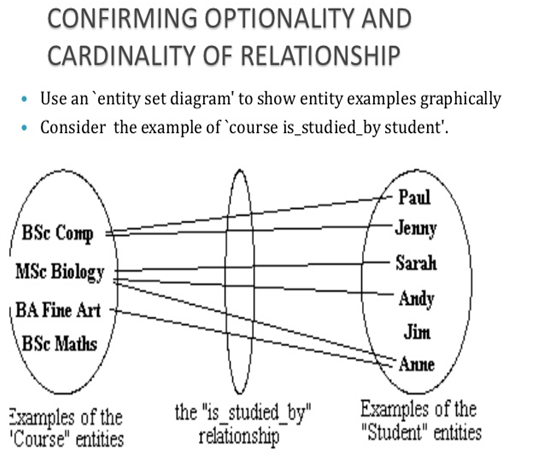 CONFIRMING OPTIONALITY AND
CARDINALITY OF RELATIONSHIP
• Use an `entity set diagram' to show entity examples graphically
• Consider the example of `course is_studied_by student'.
BSc Comp
MSc Biology
BA Fine Art
BSc Maths
Paul
Jenny
Sarah
Andy
Jim
Anne
Examples of the
'Course" entities
the "is_studied_by"
relationship
Examples of the
"Student" entities